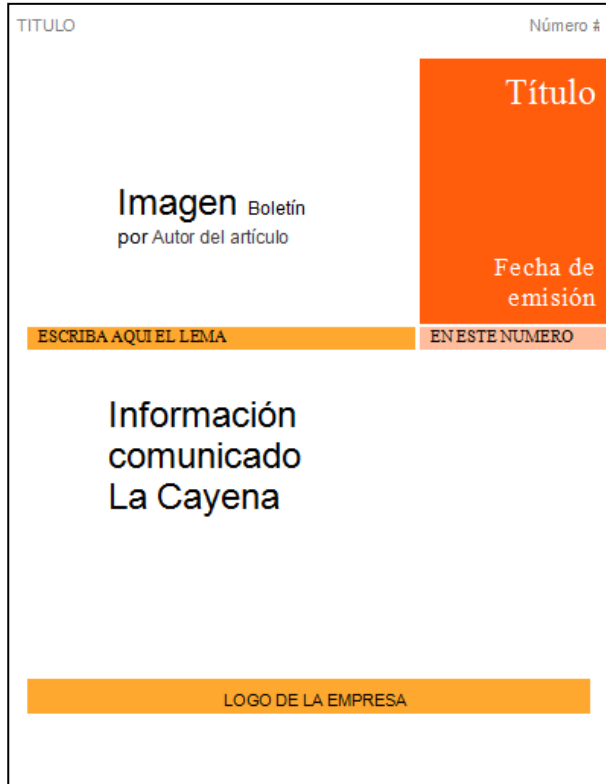 TITULO
Número #
Título
Imagen Boletín
por Autor del artículo
Fecha de
emisión
ESCRIBA AQUI EL LEMA
EN ESTE NUMERO
Información
comunicado
La Cayena
LOGO DE LA EMPRESA